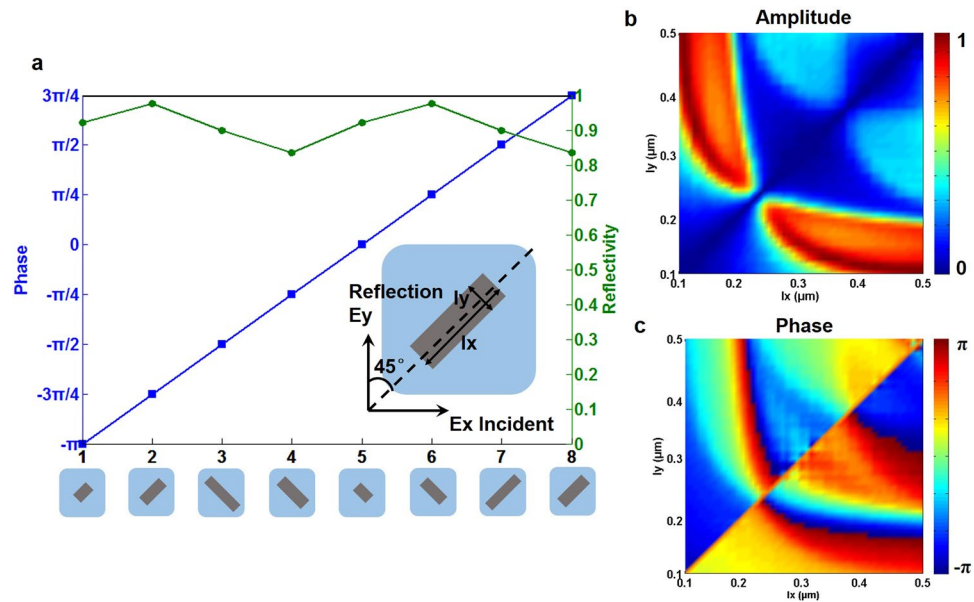 a
Phase
3π/4
π/2
π/4
0
-π/4
-π/2
-3π/4
-π
1 2 3 4 5 6 7 8
1
0.9
0.8
0.7
0.6
0.5
0.4
0.3
0.2
0.1
0
Reflectivity
Reflection
Ey
45°
Ex Incident
ly
lx
b
Amplitude
ly (μm)
0.5
0.4
0.3
0.2
0.1
0.1 0.2 0.3 0.4 0.5
lx (μm)
1
0
c
Phase
ly (μm)
0.5
0.4
0.3
0.2
0.1
0.1 0.2 0.3 0.4 0.5
lx (μm)
π
-π